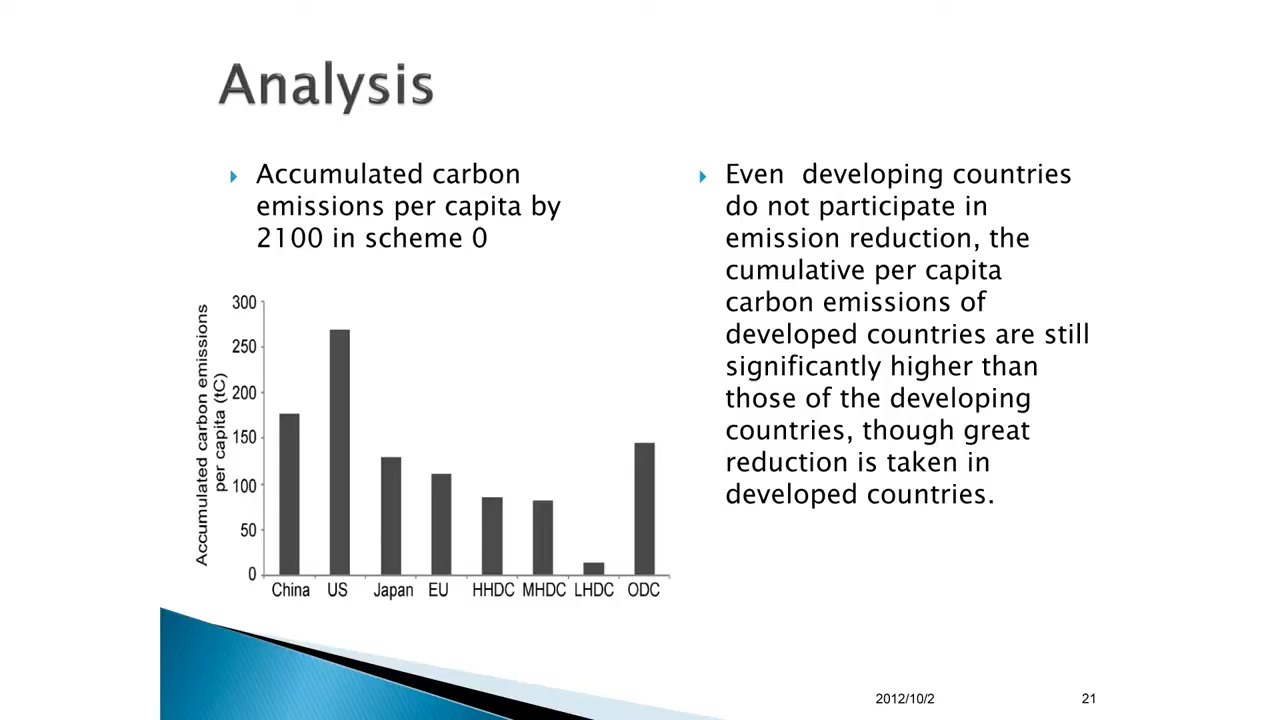 Analysis
Accumulated carbon
emissions per capita by
2100 in scheme 0
Accumulated carbon emissions
per capita (tC)
300
250
200
150
100
50
0
China US Japan EU HHDC MHDC LHDC ODC
Even developing countries
do not participate in
emission reduction, the
cumulative per capita
carbon emissions of
developed countries are still
significantly higher than
those of the developing
countries, though great
reduction is taken in
developed countries.
2012/10/2
21